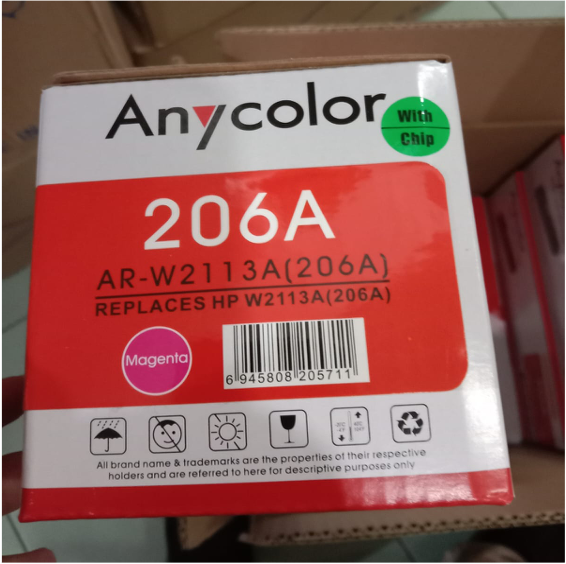 Anycolor
With
Chip
206A
AR-W2113A(206A)
REPLACES HP W2113A(206A)
Magenta
6 945808 205711
All brand name & trademarks are the properties of their respective
holders and are referred to here for descriptive purposes only